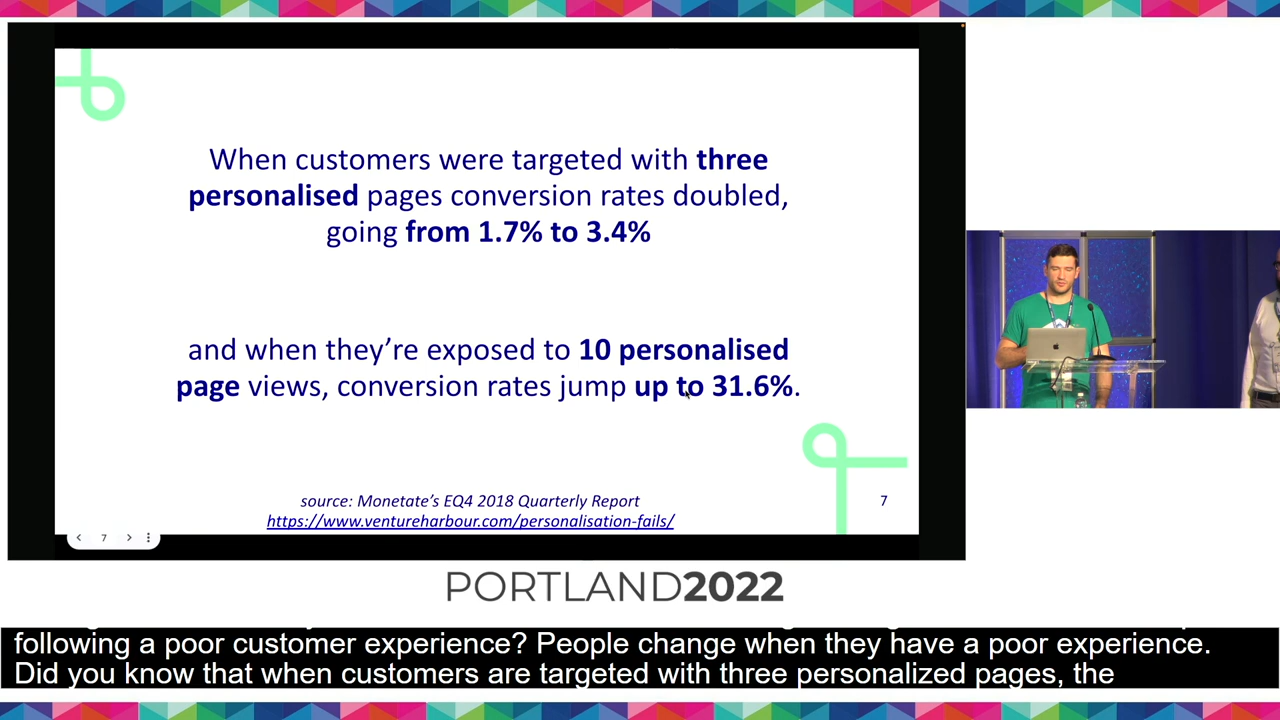 When customers were targeted with three
personalised pages conversion rates doubled,
going from 1.7% to 3.4%
and when they’re exposed to 10 personalised
page views, conversion rates jump up to 31.6%.
source: Monetate’s EQ4 2018 Quarterly Report
https://www.ventureharbour.com/personalisation-fails/
7
7
PORTLAND2022
following a poor customer experience? People change when they have a poor experience.
Did you know that when customers are targeted with three personalized pages, the